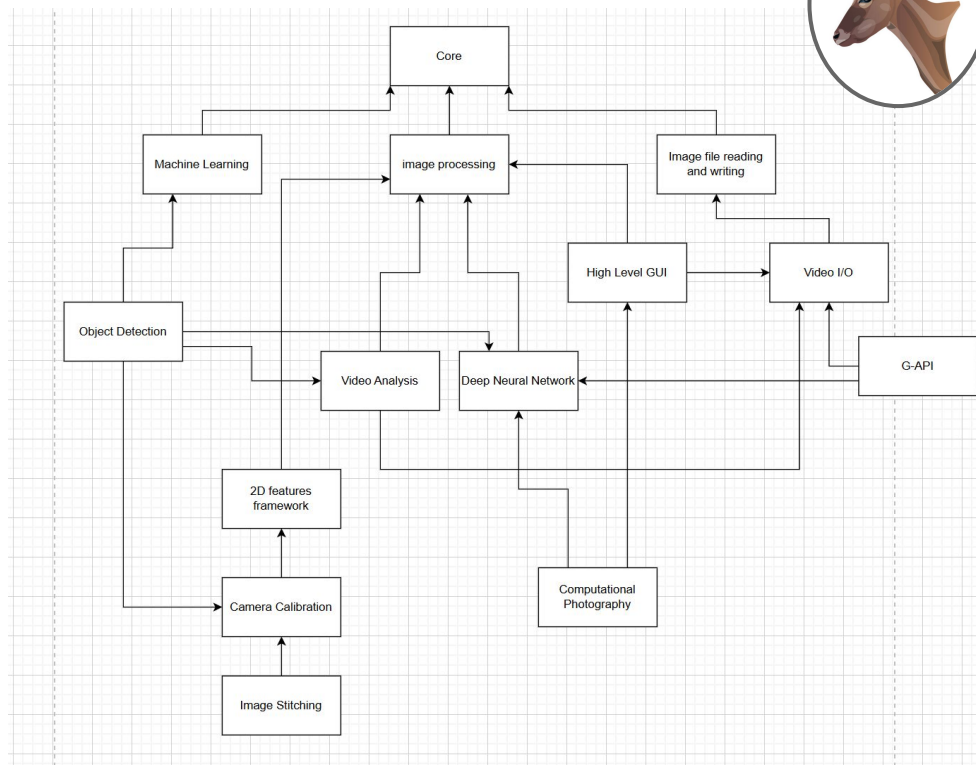 Core
Machine Learning
image processing
Image file reading
and writing
High Level GUI
Video I/O
Object Detection
Video Analysis
Deep Neural Network
G-API
2D features
framework
Camera Calibration
Computational
Photography
Image Stitching